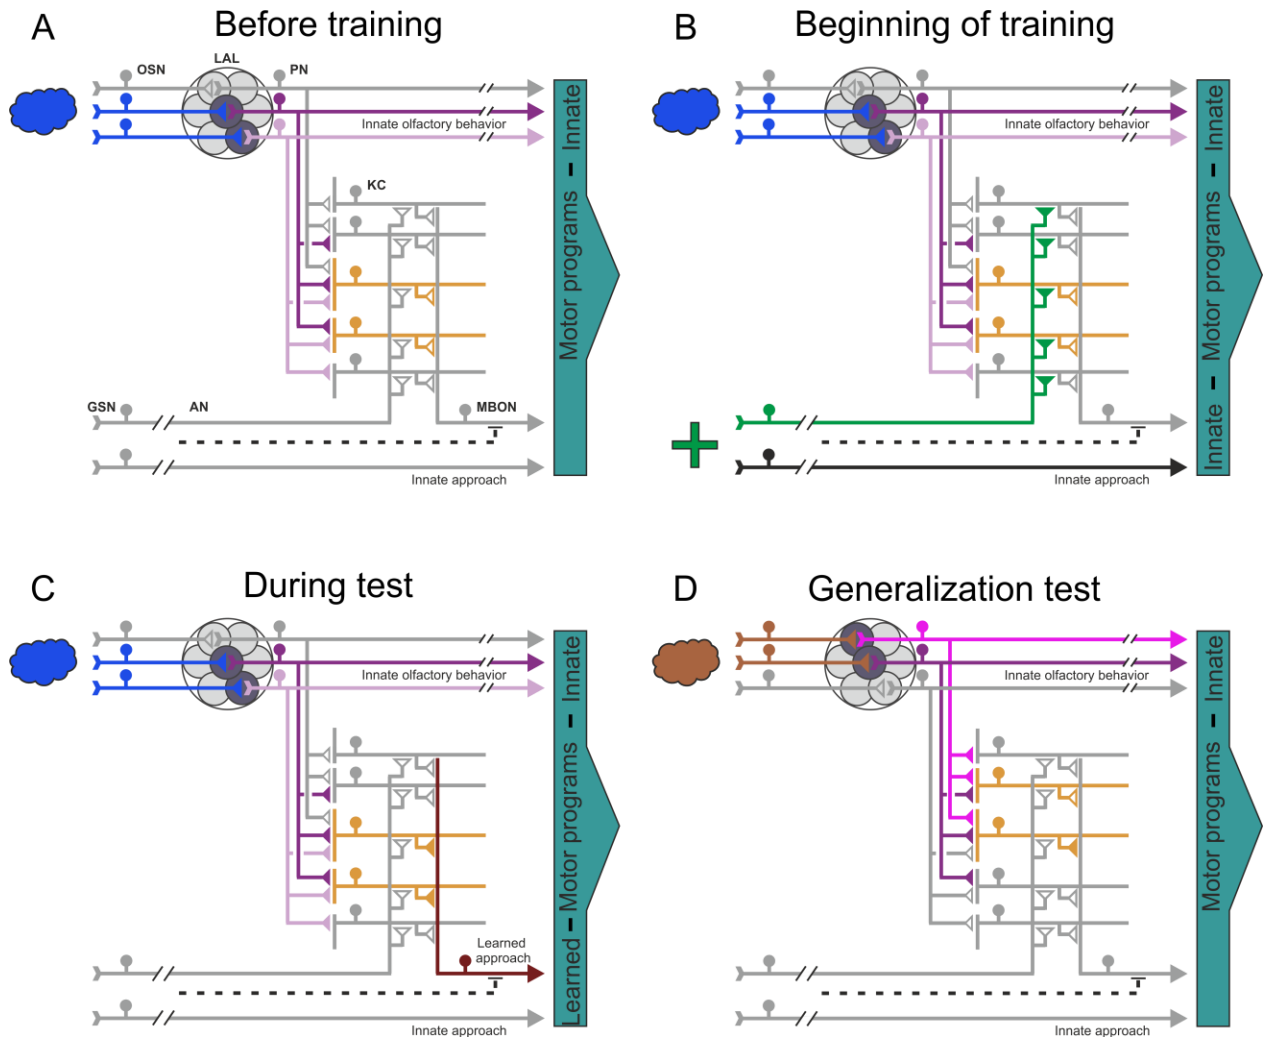 A
Before training
OSN
LAL
PN
Innate olfactory behavior
KC
GSN
AN
MBON
Innate approach
Motor programs – Innate
B
Beginning of training
Innate olfactory behavior
Innate approach
Innate – Motor programs – Innate
C
During test
Innate olfactory behavior
Learned
approach
Innate approach
Learned – Motor programs – Innate
D
Generalization test
Innate olfactory behavior
Innate approach
Motor programs – Innate